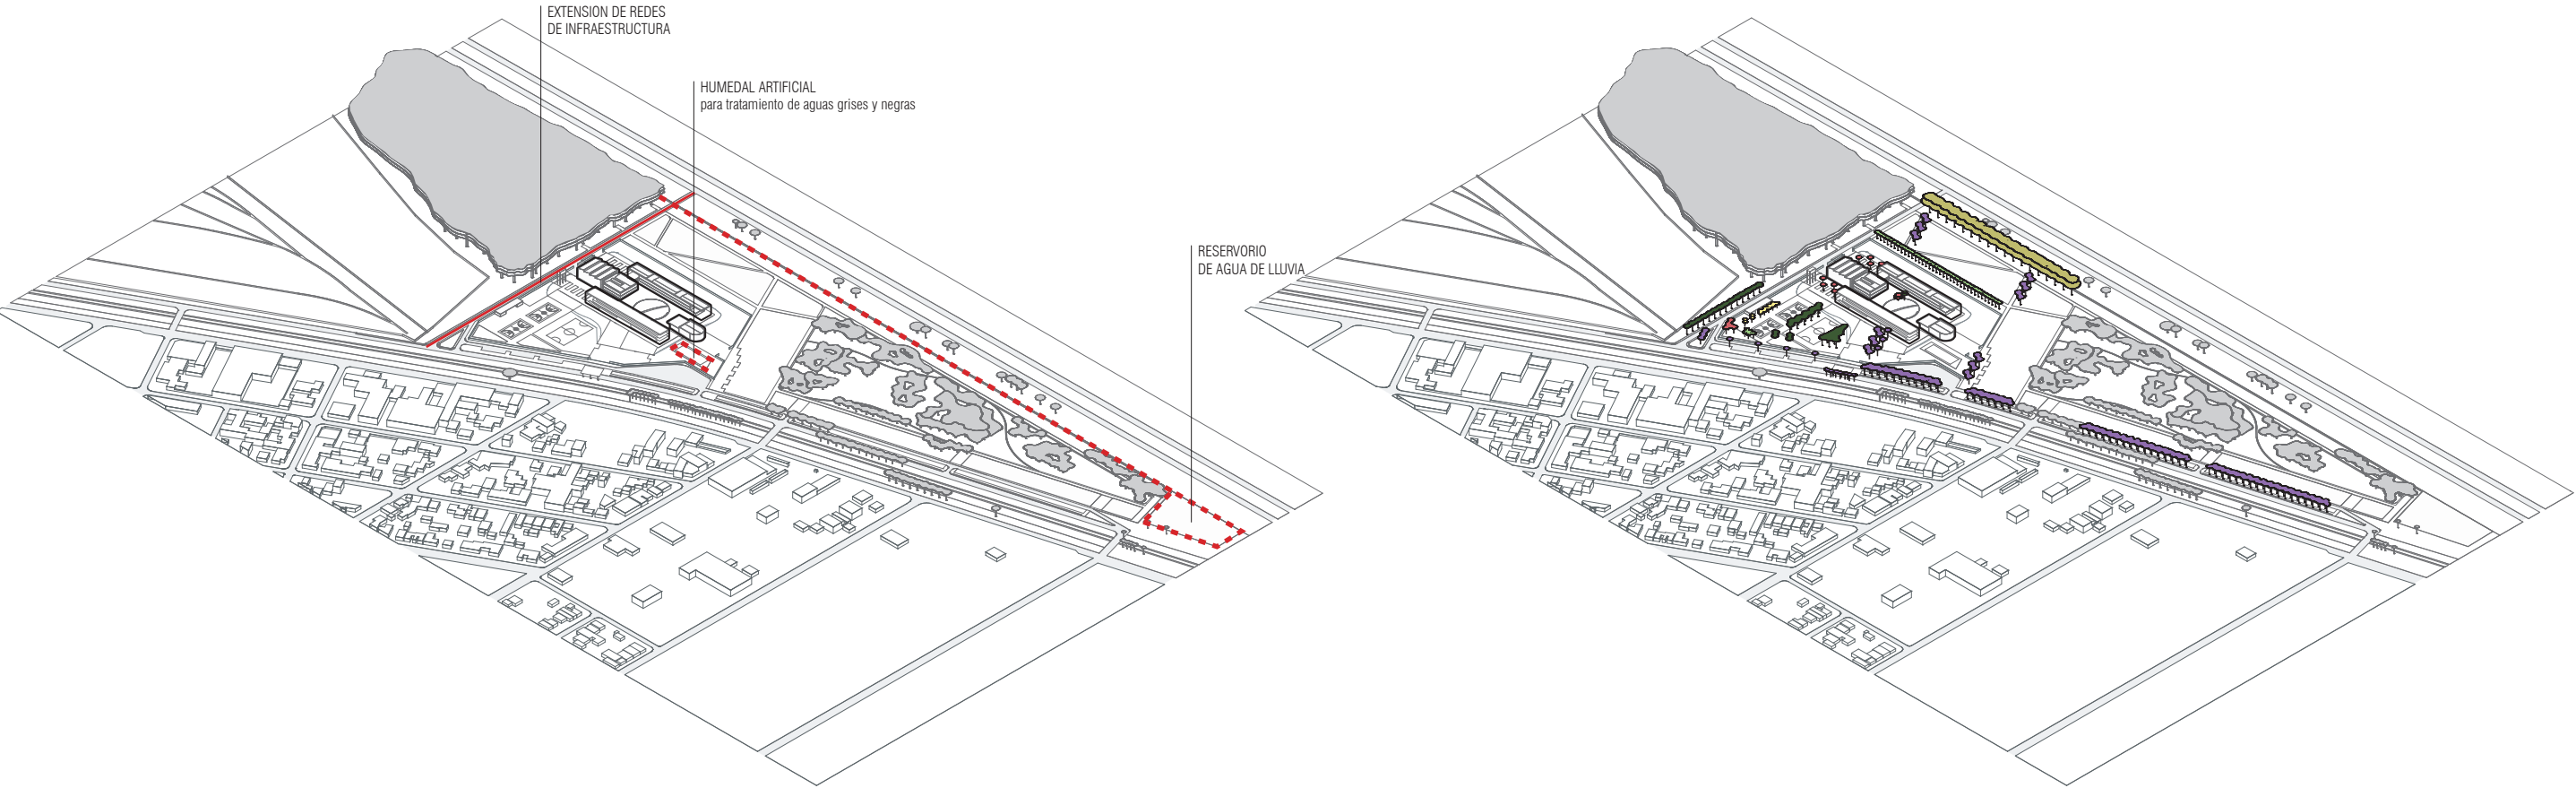 EXTENSION DE REDES
DE INFRAESTRUCTURA
HUMEDAL ARTIFICIAL
para tratamiento de aguas grises y negras
RESERVORIO
DE AGUA DE LLUVIA